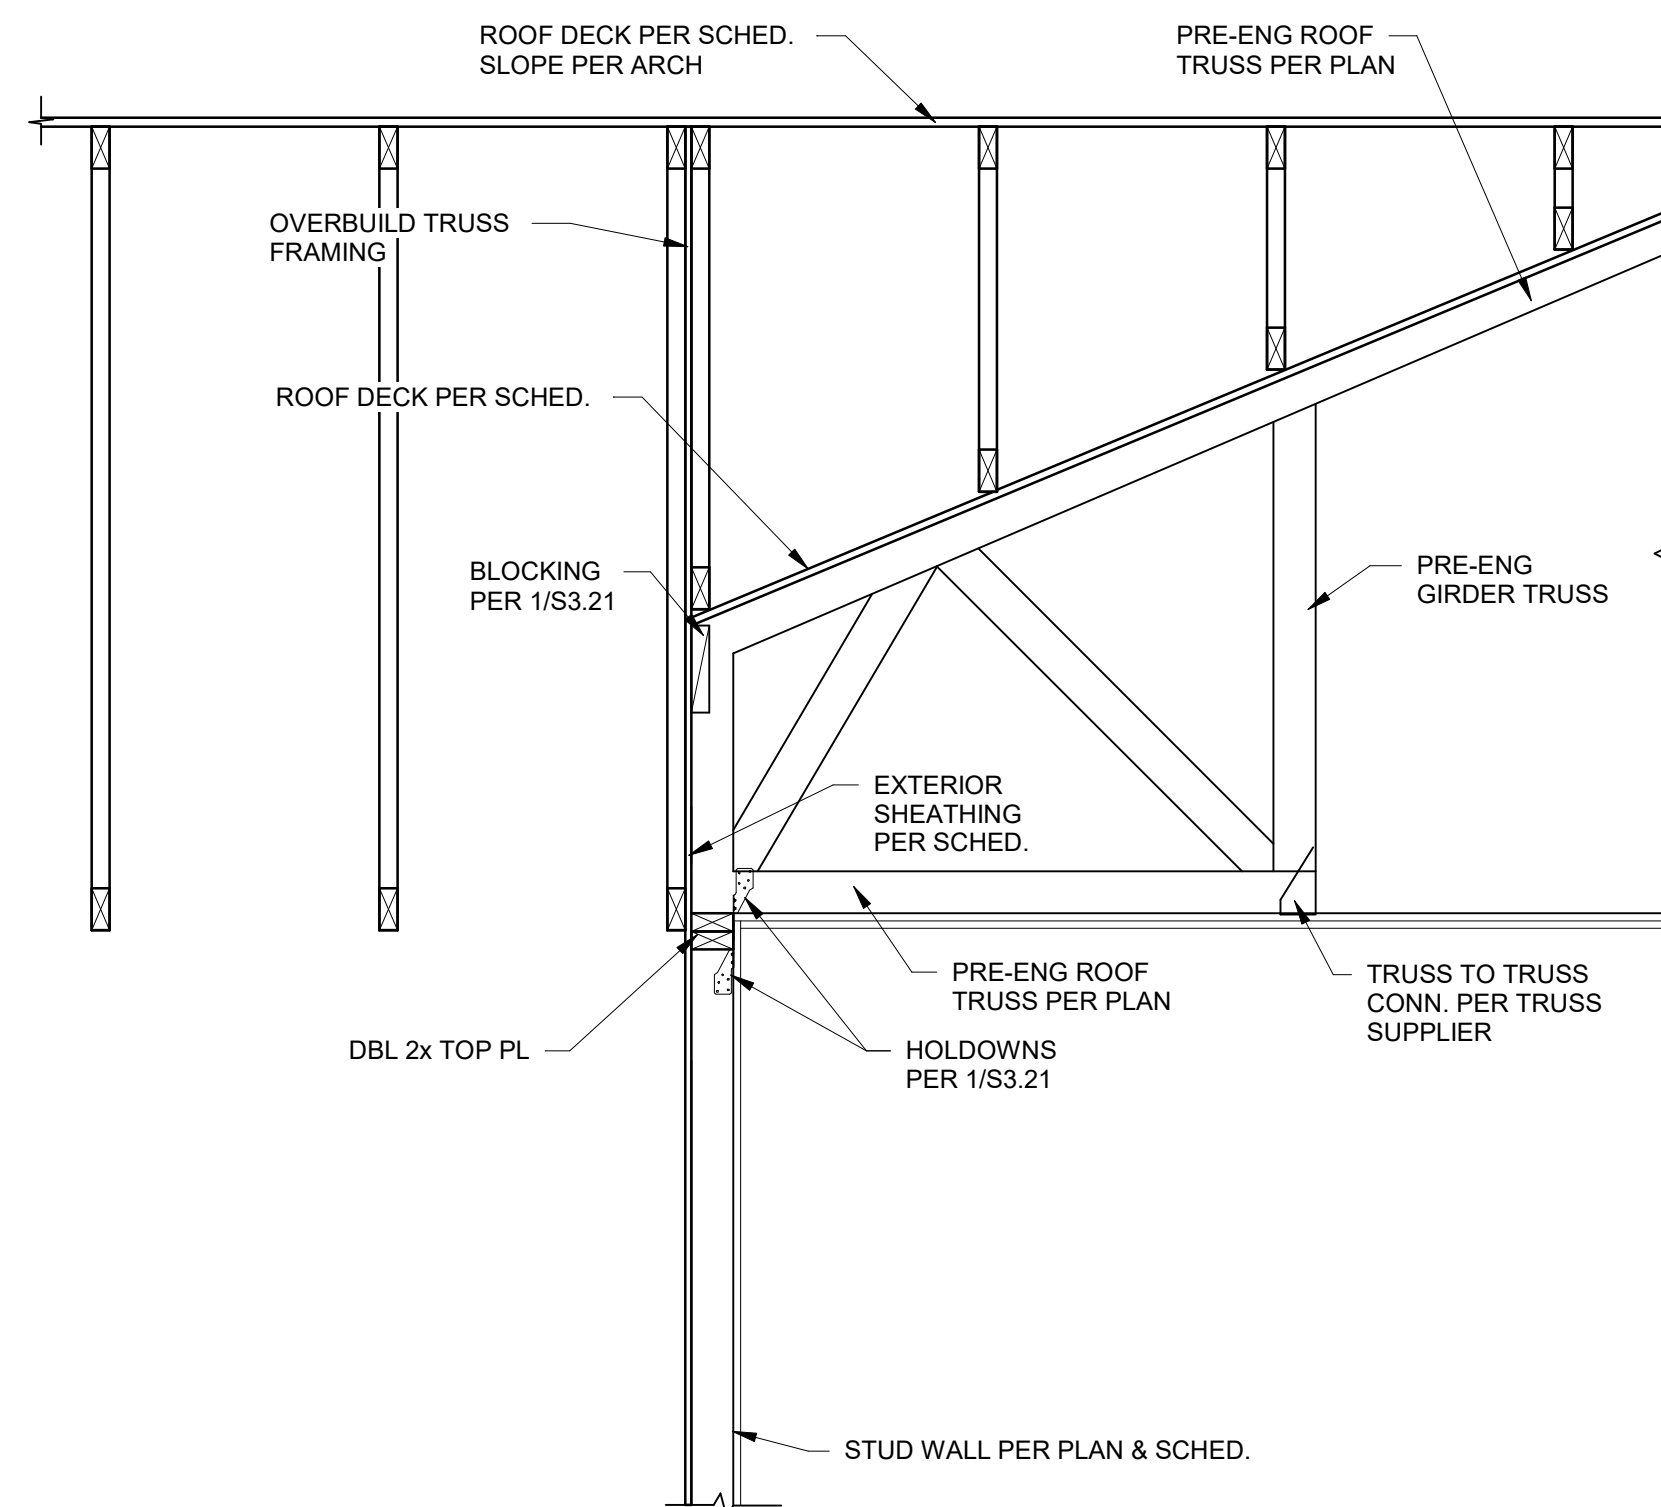 ROOF DECK PER SCHED.
SLOPE PER ARCH
PRE-ENG ROOF
TRUSS PER PLAN
OVERBUILD TRUSS
FRAMING
ROOF DECK PER SCHED.
BLOCKING
PER 1/S3.21
PRE-ENG
GIRDER TRUSS
EXTERIOR
SHEATHING
PER SCHED.
PRE-ENG ROOF
TRUSS PER PLAN
TRUSS TO TRUSS
CONN. PER TRUSS
SUPPLIER
DBL 2x TOP PL
HOLDOWNS
PER 1/S3.21
STUD WALL PER PLAN & SCHED.